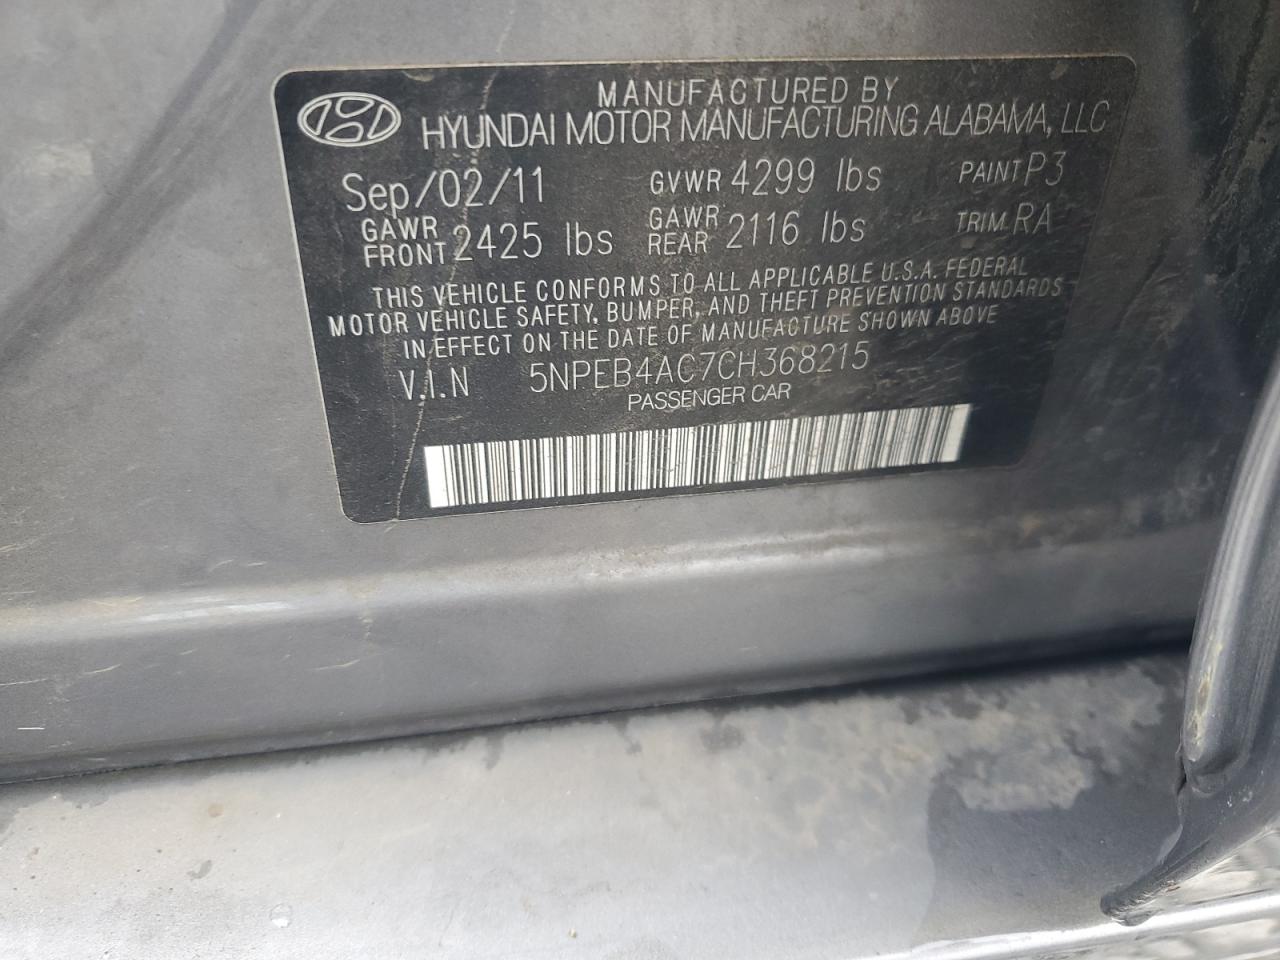 MANUFACTURED BY
HYUNDAI MOTOR MANUFACTURING ALABAMA, LLC
Sep/02/11 GVWR 4299 lbs PAINT P3
GAWR FRONT 2425 lbs GAWR REAR 2116 lbs TRIM RA
THIS VEHICLE CONFORMS TO ALL APPLICABLE U.S.A. FEDERAL
MOTOR VEHICLE SAFETY, BUMPER, AND THEFT PREVENTION STANDARDS
IN EFFECT ON THE DATE OF MANUFACTURE SHOWN ABOVE
V.I.N 5NPEB4AC7CH368215
PASSENGER CAR